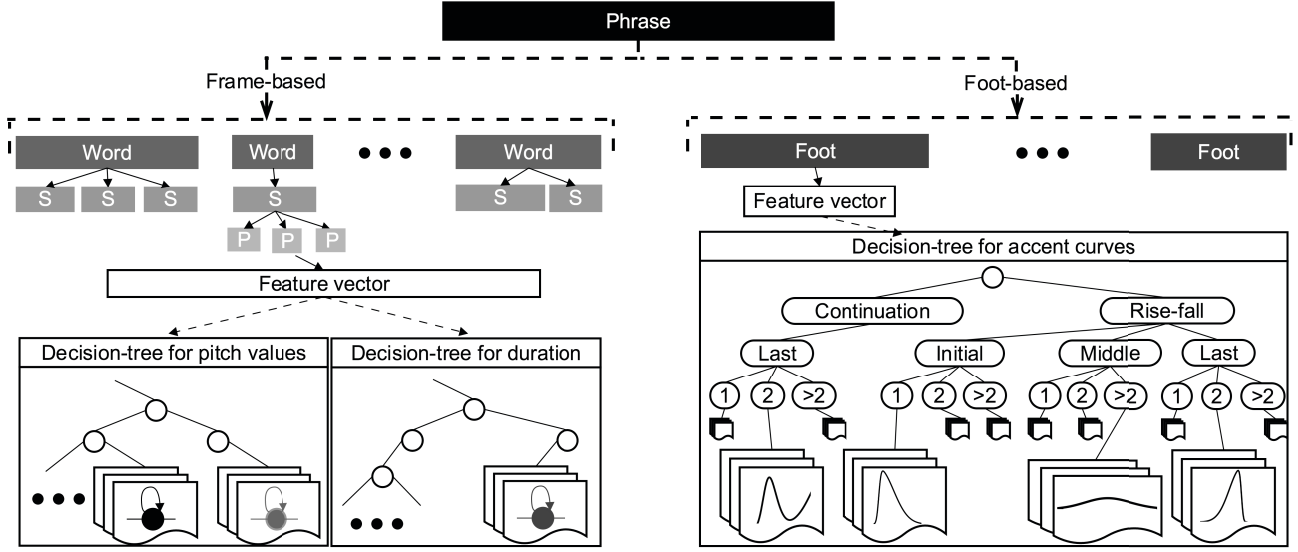 Phrase
Frame-based
Foot-based
Word Word Word
S S S S S S
P P P
Feature vector
Decision-tree for pitch values
Decision-tree for duration
Foot Foot
Feature vector
Decision-tree for accent curves
Continuation Rise-fall
Last Initial Middle Last
1 2 >2 1 2 >2 1 2 >2 1 2 >2